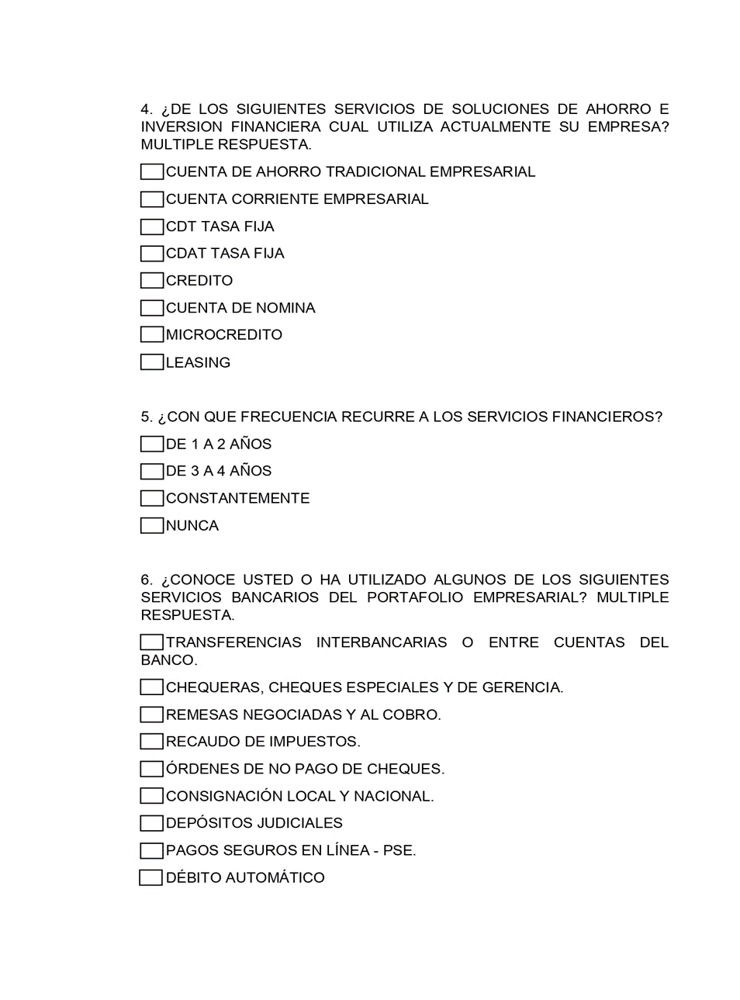 4. ¿DE LOS SIGUIENTES SERVICIOS DE SOLUCIONES DE AHORRO E
INVERSION FINANCIERA CUAL UTILIZA ACTUALMENTE SU EMPRESA?
MULTIPLE RESPUESTA.
CUENTA DE AHORRO TRADICIONAL EMPRESARIAL
CUENTA CORRIENTE EMPRESARIAL
CDT TASA FIJA
CDAT TASA FIJA
CREDITO
CUENTA DE NOMINA
MICROCREDITO
LEASING
5. ¿CON QUE FRECUENCIA RECURRE A LOS SERVICIOS FINANCIEROS?
DE 1 A 2 AÑOS
DE 3 A 4 AÑOS
CONSTANTEMENTE
NUNCA
6. ¿CONOCE USTED O HA UTILIZADO ALGUNOS DE LOS SIGUIENTES
SERVICIOS BANCARIOS DEL PORTAFOLIO EMPRESARIAL? MULTIPLE
RESPUESTA.
TRANSFERENCIAS INTERBANCARIAS O ENTRE CUENTAS DEL
BANCO.
CHEQUERAS, CHEQUES ESPECIALES Y DE GERENCIA.
REMESAS NEGOCIADAS Y AL COBRO.
RECAUDO DE IMPUESTOS.
ÓRDENES DE NO PAGO DE CHEQUES.
CONSIGNACIÓN LOCAL Y NACIONAL.
DEPÓSITOS JUDICIALES
PAGOS SEGUROS EN LÍNEA - PSE.
DÉBITO AUTOMÁTICO